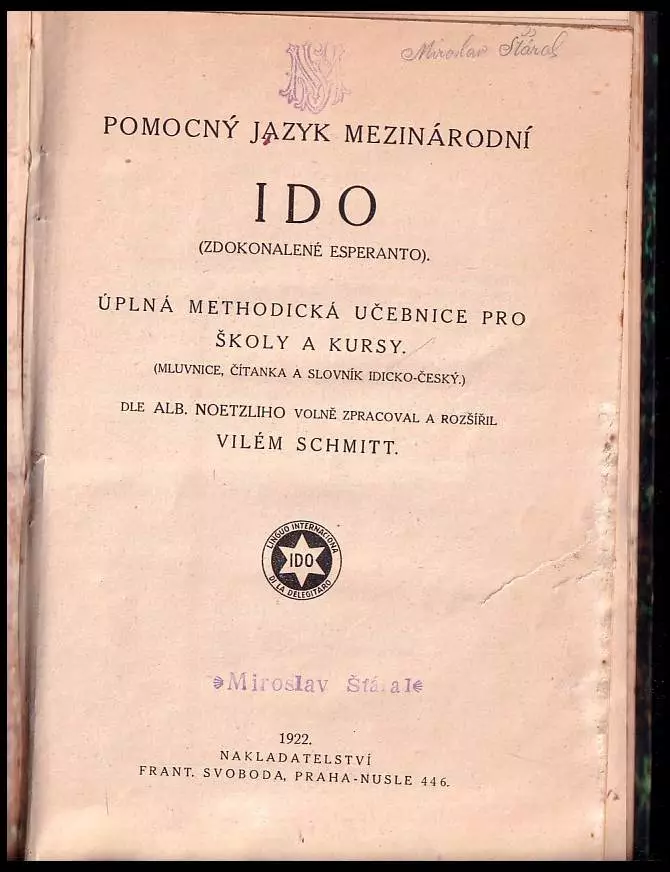 Miroslav Štáral
POMOCNÝ JAZYK MEZINÁRODNÍ
IDO
(ZDOKONALENÉ ESPERANTO).
ÚPLNÁ METHODICKÁ UČEBNICE PRO
ŠKOLY A KURSY.
(MLUVNICE, ČÍTANKA A SLOVNÍK IDICKO-ČESKÝ.)
DLE ALB. NOETZLIHO VOLNĚ ZPRACOVAL A ROZŠÍŘIL
VILÉM SCHMITT.
LINGUO INTERNACIONA
IDO
DI LA DELEGITARO
Miroslav Štáral
1922.
NAKLADATELSTVÍ
FRANT. SVOBODA, PRAHA-NUSLE 446.